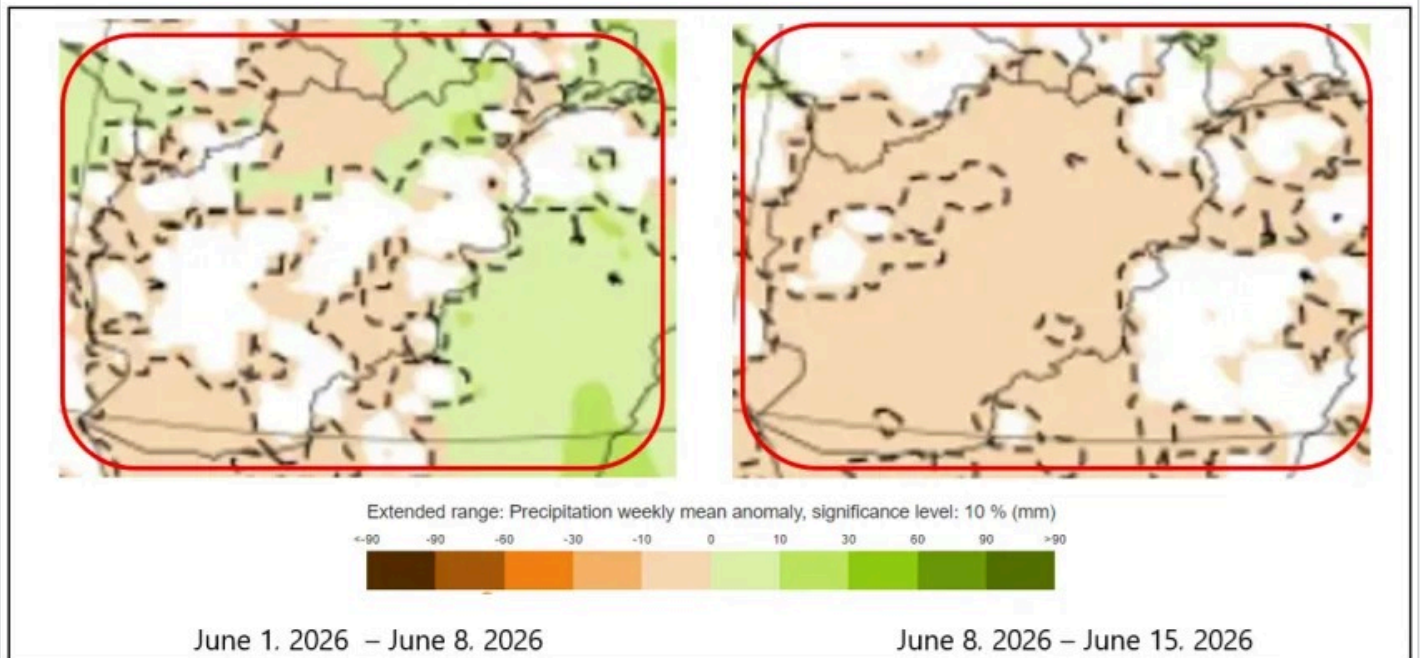 Extended range: Precipitation weekly mean anomaly, significance level: 10 % (mm)
<-90 -90 -60 -30 -10 0 10 30 60 90 >90
June 1. 2026 – June 8. 2026
June 8. 2026 – June 15. 2026